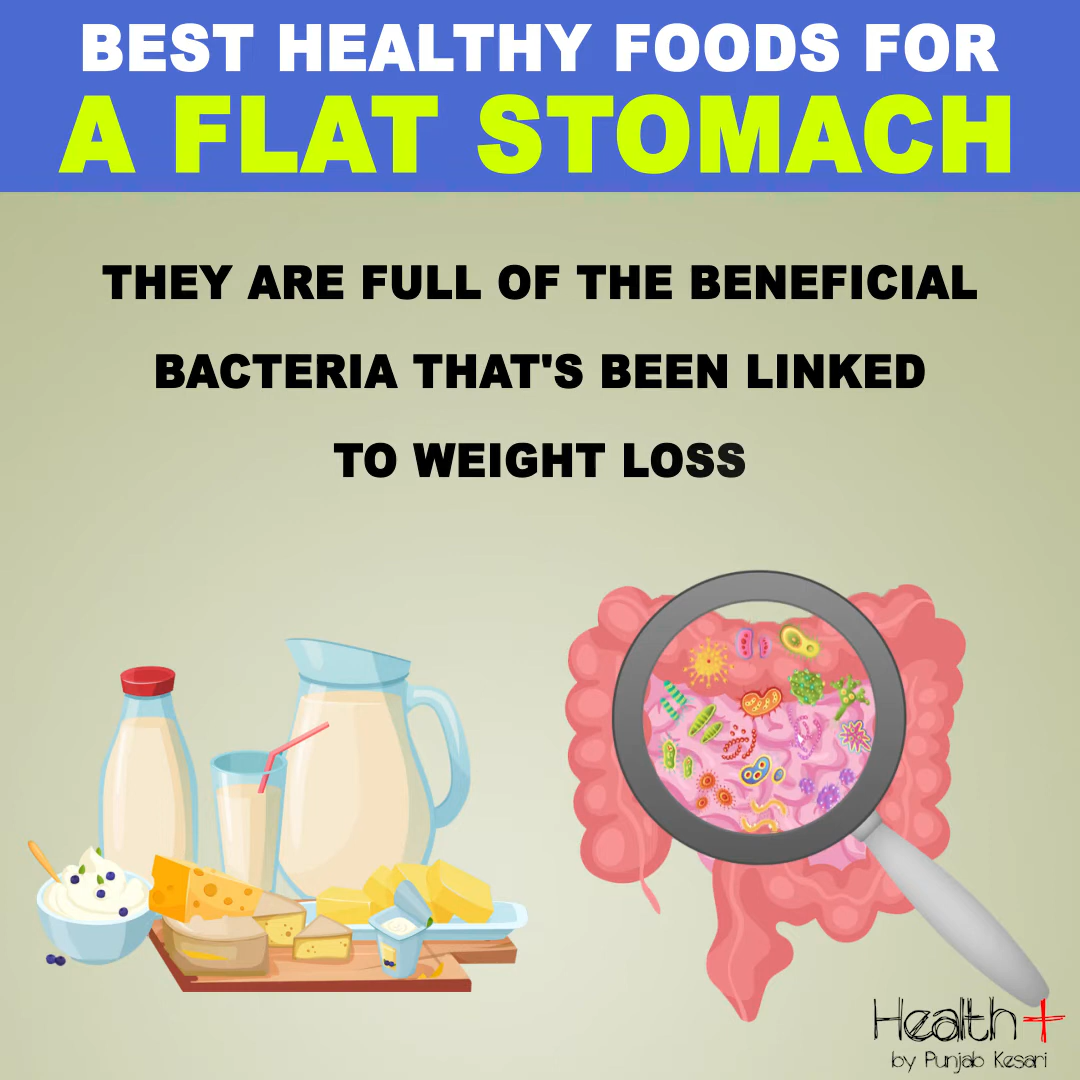 BEST HEALTHY FOODS FOR
A FLAT STOMACH
THEY ARE FULL OF THE BENEFICIAL
BACTERIA THAT'S BEEN LINKED
TO WEIGHT LOSS
Health+
by Punjab Kesari